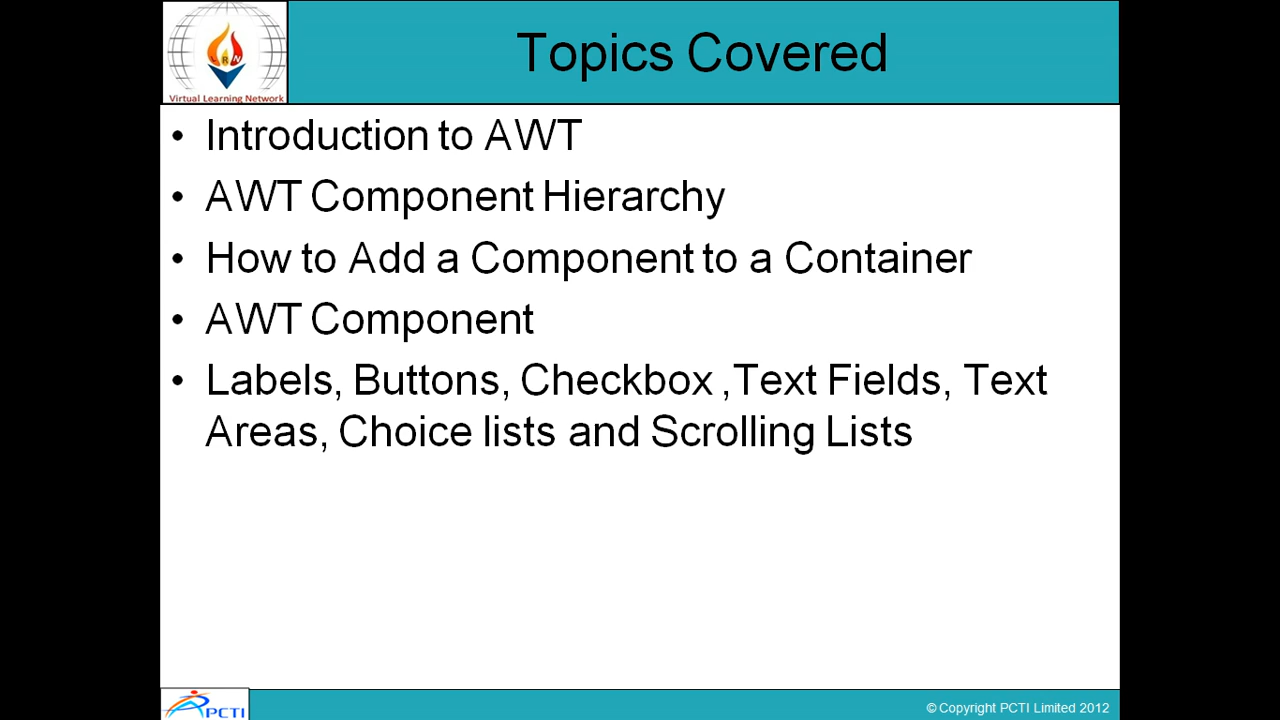 Topics Covered
Virtual Learning Network
• Introduction to AWT
• AWT Component Hierarchy
• How to Add a Component to a Container
• AWT Component
• Labels, Buttons, Checkbox ,Text Fields, Text
Areas, Choice lists and Scrolling Lists
PCTI
© Copyright PCTI Limited 2012